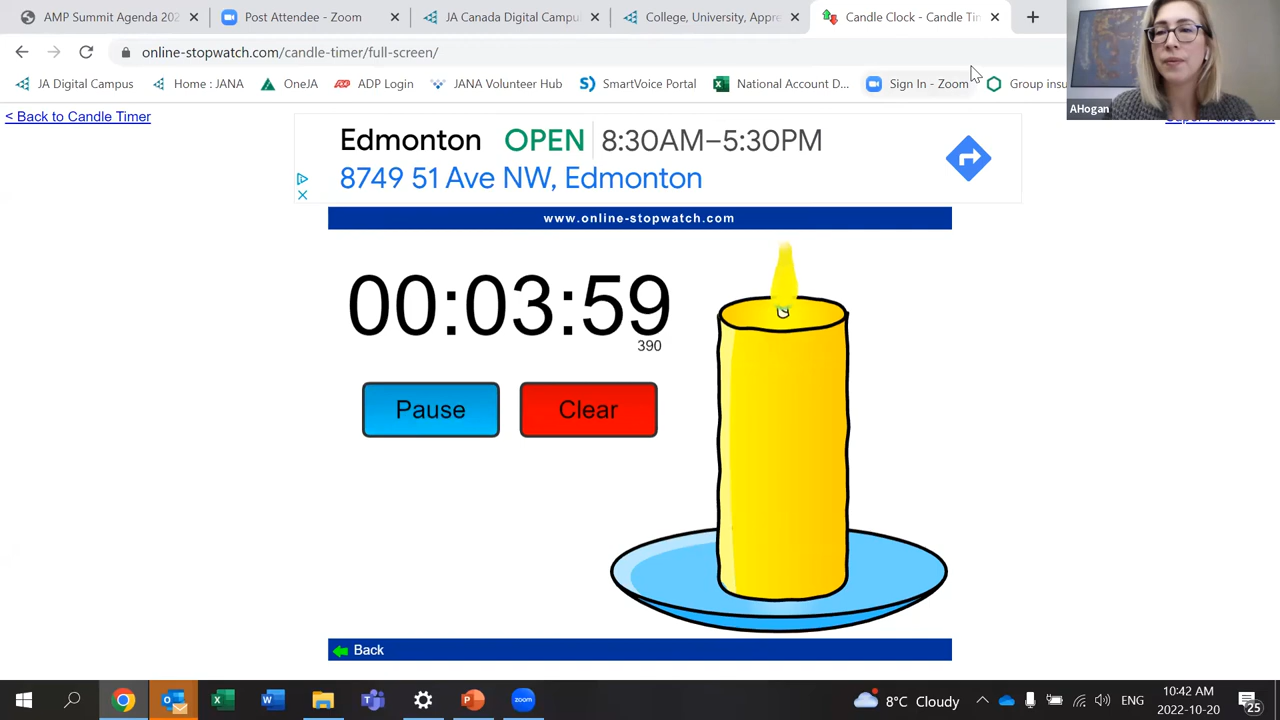 AMP Summit Agenda 202
Post Attendee - Zoom
JA Canada Digital Campu
College, University, Appre
Candle Clock - Candle Tim
online-stopwatch.com/candle-timer/full-screen/
JA Digital Campus
Home : JANA
OneJA
ADP Login
JANA Volunteer Hub
SmartVoice Portal
National Account D...
Sign In - Zoom
Group insu
AHogan
< Back to Candle Timer
Edmonton OPEN 8:30AM–5:30PM
8749 51 Ave NW, Edmonton
www.online-stopwatch.com
00:03:59
390
Pause
Clear
Back
8°C Cloudy
ENG
10:42 AM
2022-10-20
25